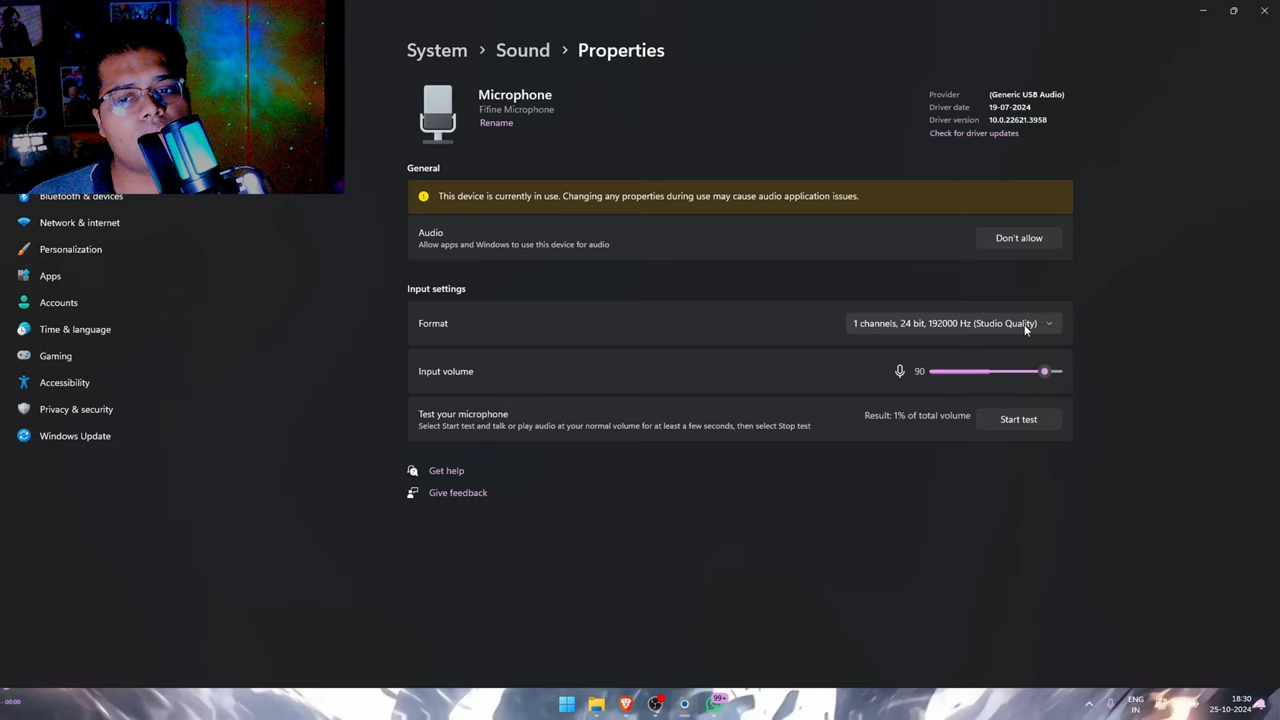 System > Sound > Properties
Microphone
Fifine Microphone
Rename
Provider (Generic USB Audio)
Driver date 19-07-2024
Driver version 10.0.22621.3958
Check for driver updates
Bluetooth & devices
Network & internet
Personalization
Apps
Accounts
Time & language
Gaming
Accessibility
Privacy & security
Windows Update
General
This device is currently in use. Changing any properties during use may cause audio application issues.
Audio
Allow apps and Windows to use this device for audio
Don't allow
Input settings
Format
1 channels, 24 bit, 192000 Hz (Studio Quality)
Input volume
90
Test your microphone
Select Start test and talk or play audio at your normal volume for at least a few seconds, then select Stop test
Result: 1% of total volume
Start test
Get help
Give feedback
00:00
99+
ENG
IN
18:30
25-10-2024